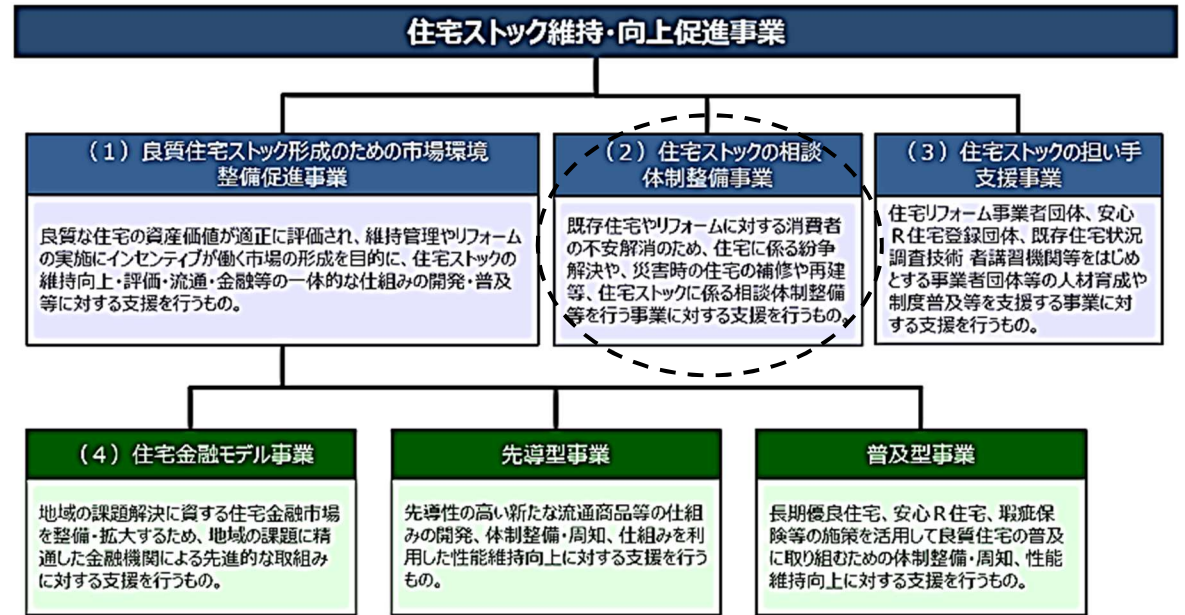 住宅ストック維持・向上促進事業
（１）良質住宅ストック形成のための市場環境
整備促進事業
良質な住宅の資産価値が適正に評価され、維持管理やリフォーム
の実施にインセンティブが働く市場の形成を目的に、住宅ストックの
維持向上・評価・流通・金融等の一体的な仕組みの開発・普及
等に対する支援を行うもの。
（２）住宅ストックの相談
体制整備事業
既存住宅やリフォームに対する消費者
の不安解消のため、住宅に係る紛争
解決や、災害時の住宅の補修や再建
等、住宅ストックに係る相談体制整備
等を行う事業に対する支援を行うもの。
（３）住宅ストックの担い手
支援事業
住宅リフォーム事業者団体、安心
Ｒ住宅登録団体、既存住宅状況
調査技術 者講習機関等をはじめ
とする事業者団体等の人材育成や
制度普及等を支援する事業に対
する支援を行うもの。
（４）住宅金融モデル事業
地域の課題解決に資する住宅金融市場
を整備・拡大するため、地域の課題に精
通した金融機関による先進的な取組み
に対する支援を行うもの。
先導型事業
先導性の高い新たな流通商品等の仕組
みの開発、体制整備・周知、仕組みを利
用した性能維持向上に対する支援を行う
もの。
普及型事業
長期優良住宅、安心Ｒ住宅、瑕疵保
険等の施策を活用して良質住宅の普及
に取り組むための体制整備・周知、性能
維持向上に対する支援を行うもの。